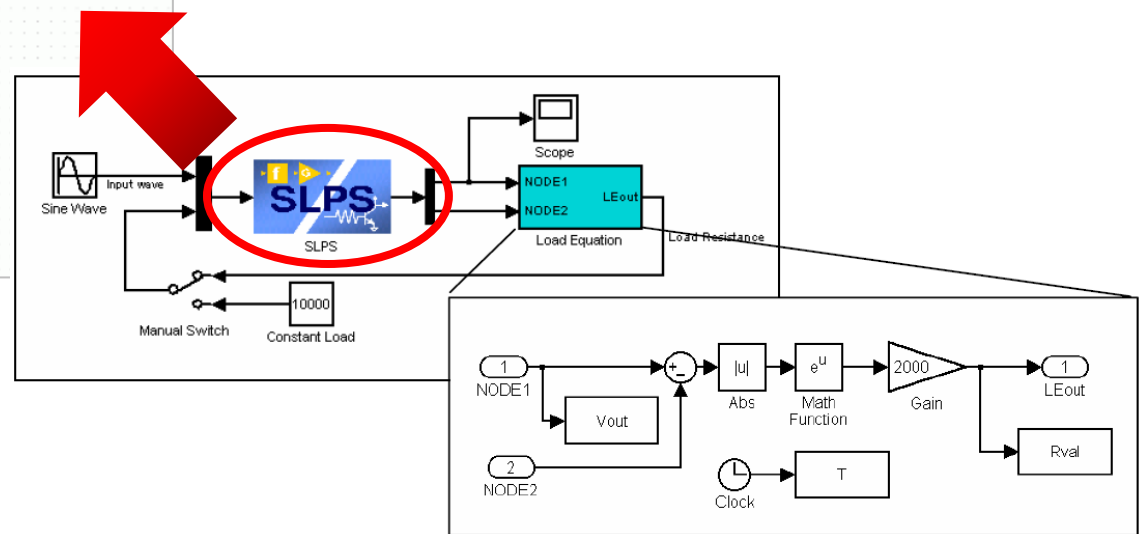 Scope
Input wave
Sine Wave
f
SLPS
SLPS
NODE1
NODE2
LEout
Load Equation
Load Resistance
Manual Switch
10000
Constant Load
1
NODE1
Vout
2
NODE2
+
-
|u|
Abs
e^u
Math
Function
2000
Gain
1
LEout
Rval
Clock
T